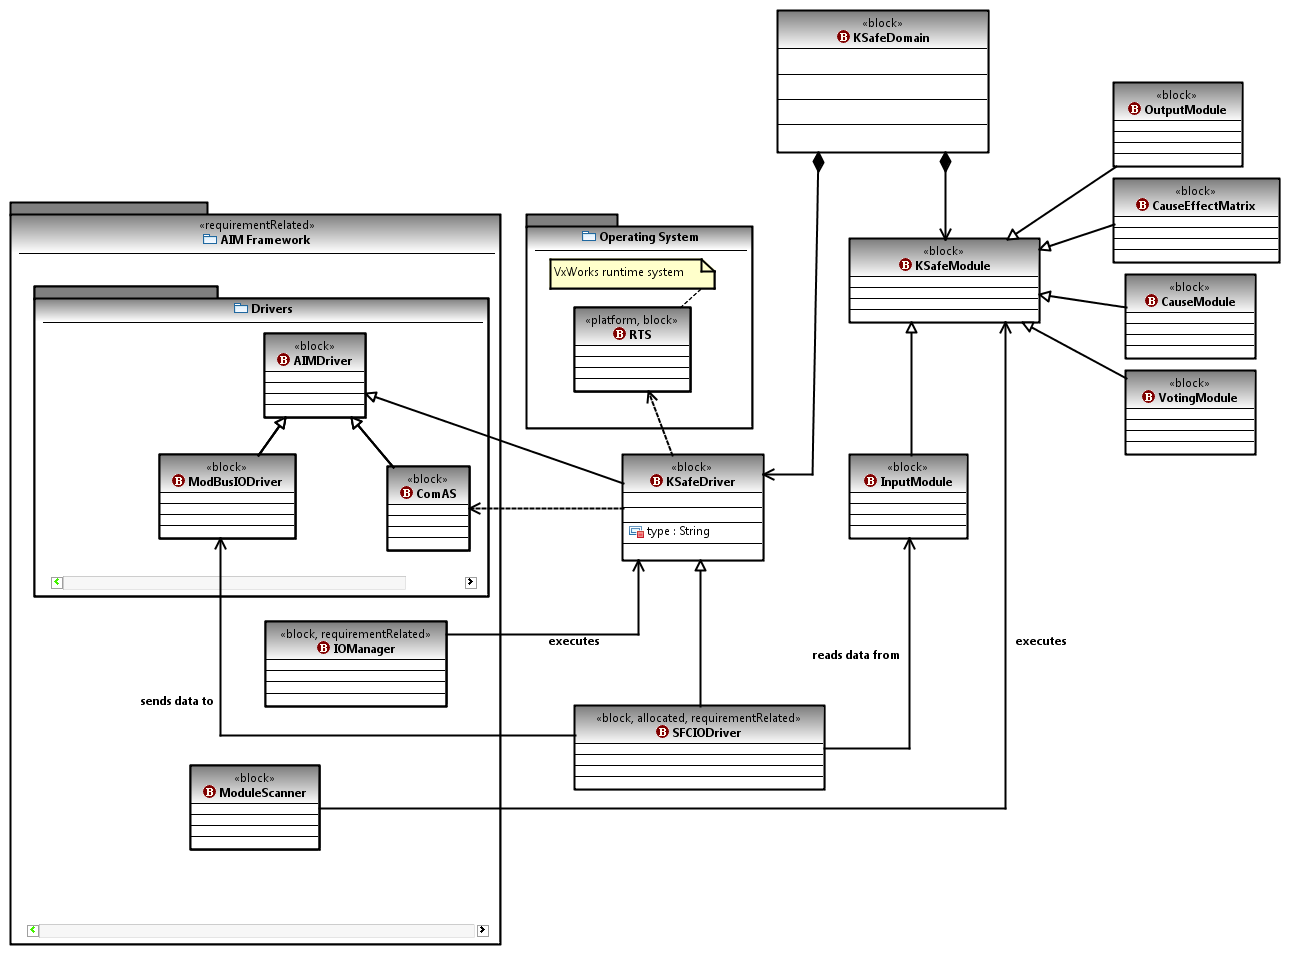 «block»
B KSafeDomain
«block»
B OutputModule
«block»
B CauseEffectMatrix
«block»
B KSafeModule
«block»
B CauseModule
«block»
B VotingModule
«requirementRelated»
AIM Framework
Drivers
«block»
B AIMDriver
«block»
B ModBusIODriver
«block»
B ComAS
Operating System
VxWorks runtime system
«platform, block»
B RTS
«block»
B KSafeDriver
type : String
«block»
B InputModule
«block, requirementRelated»
B IOManager
executes
reads data from
executes
sends data to
«block, allocated, requirementRelated»
B SFCIODriver
«block»
B ModuleScanner